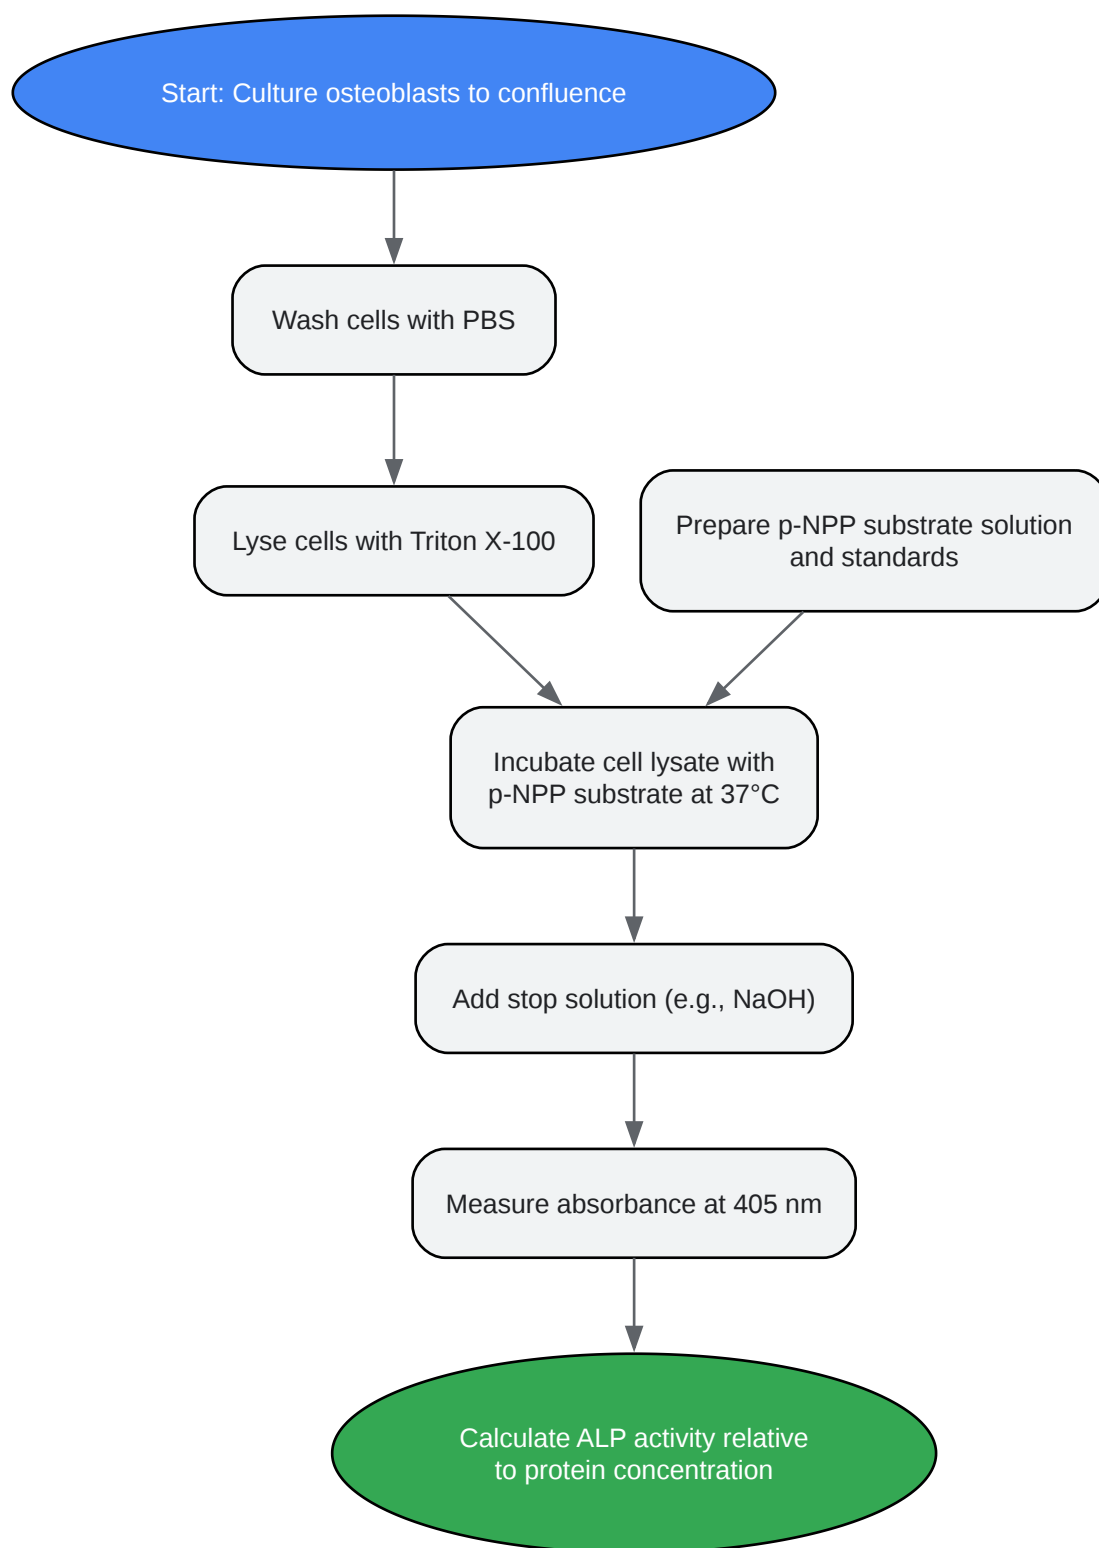 Start: Culture osteoblasts to confluence
Wash cells with PBS
Lyse cells with Triton X-100
Prepare p-NPP substrate solution
and standards
Incubate cell lysate with
p-NPP substrate at 37°C
Add stop solution (e.g., NaOH)
Measure absorbance at 405 nm
Calculate ALP activity relative
to protein concentration